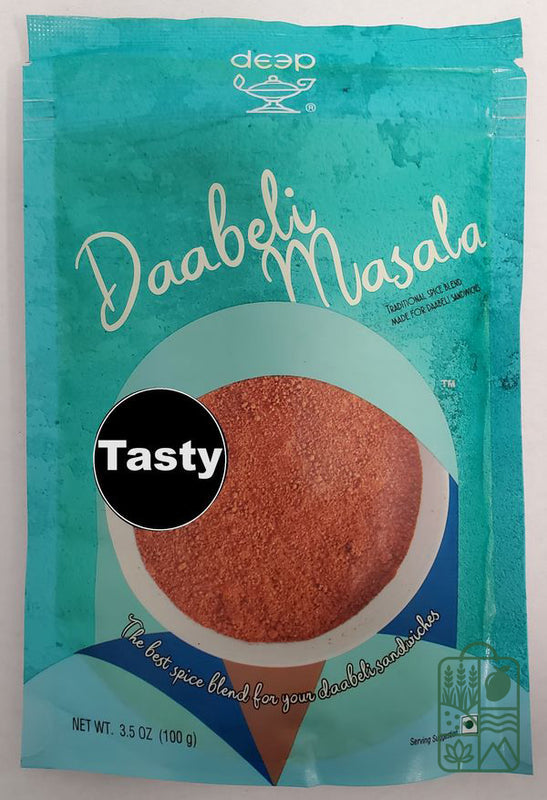 deep
®
Daabeli
Masala
TRADITIONAL SPICE BLEND
MADE FOR DAABELI SANDWICHES
TM
Tasty
The best spice blend for your daabeli sandwiches
NET WT. 3.5 OZ (100 g)
Serving Suggestion